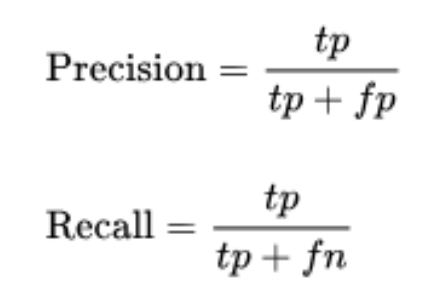 Precision = tp / tp + fp
Recall = tp / tp + fn